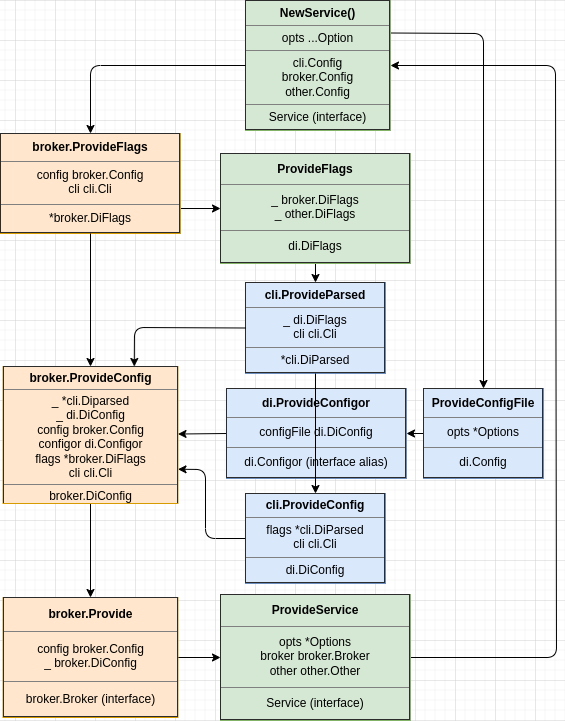 NewService()
opts ...Option
cli.Config
broker.Config
other.Config
Service (interface)
broker.ProvideFlags
config broker.Config
cli cli.Cli
*broker.DiFlags
ProvideFlags
_ broker.DiFlags
_ other.DiFlags
di.DiFlags
cli.ProvideParsed
_ di.DiFlags
cli cli.Cli
*cli.DiParsed
broker.ProvideConfig
_ *cli.Diparsed
_ di.DiConfig
config broker.Config
configor di.Configor
flags *broker.DiFlags
cli cli.Cli
broker.DiConfig
di.ProvideConfigor
configFile di.DiConfig
di.Configor (interface alias)
ProvideConfigFile
opts *Options
di.Config
cli.ProvideConfig
flags *cli.DiParsed
cli cli.Cli
di.DiConfig
broker.Provide
config broker.Config
_ broker.DiConfig
broker.Broker (interface)
ProvideService
opts *Options
broker broker.Broker
other other.Other
Service (interface)